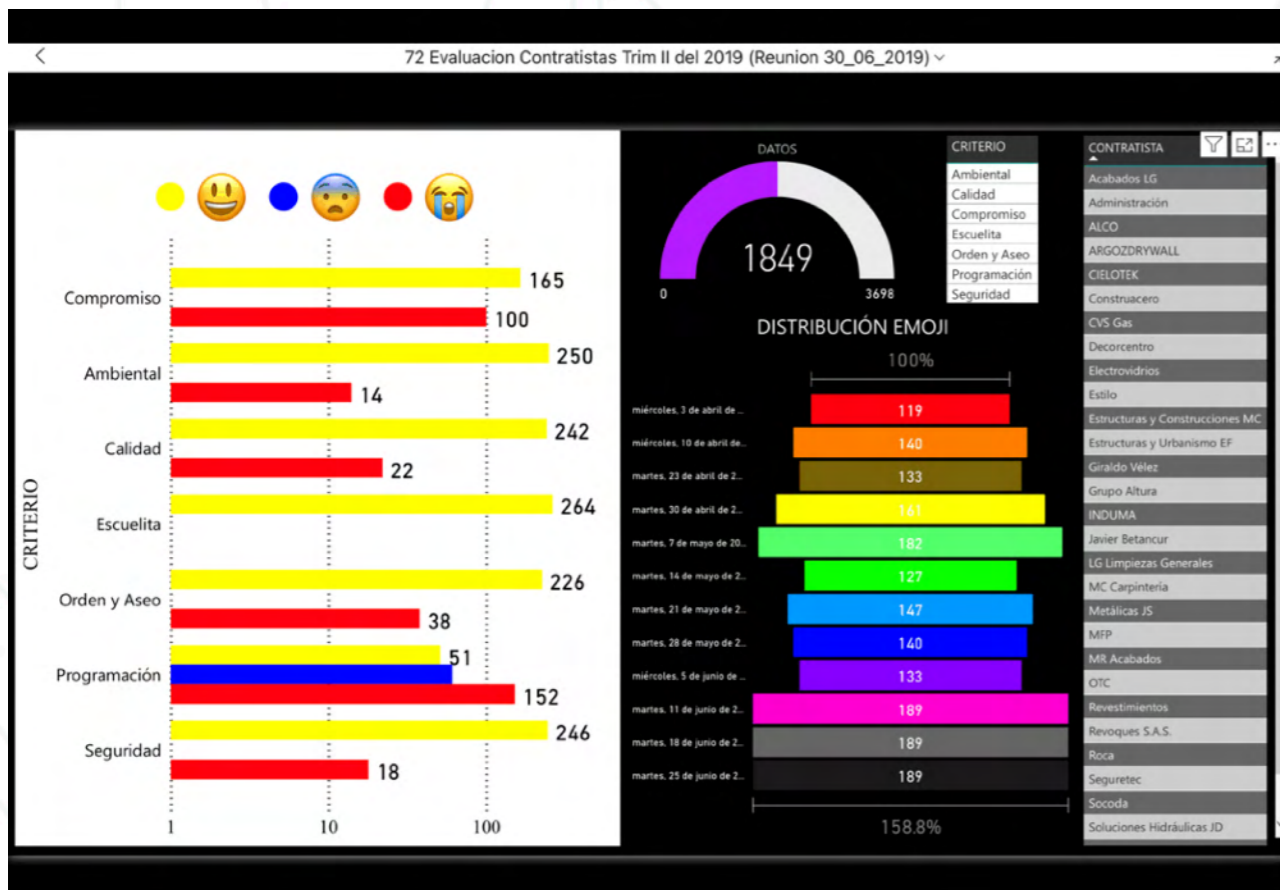 72 Evaluacion Contratistas Trim II del 2019 (Reunion 30_06_2019)
CRITERIO
Compromiso
165
100
Ambiental
250
14
Calidad
242
22
Escuelita
264
Orden y Aseo
226
38
Programación
51
152
Seguridad
246
18
1
10
100
DATOS
1849
0
3698
CRITERIO
Ambiental
Calidad
Compromiso
Escuelita
Orden y Aseo
Programación
Seguridad
DISTRIBUCIÓN EMOJI
100%
miércoles, 3 de abril de ...
119
miércoles, 10 de abril de...
140
martes, 23 de abril de 2...
133
martes, 30 de abril de 2...
161
martes, 7 de mayo de 20...
182
martes, 14 de mayo de 2...
127
martes, 21 de mayo de 2...
147
martes, 28 de mayo de 2...
140
miércoles, 5 de junio de ...
133
martes, 11 de junio de 2...
189
martes, 18 de junio de 2...
189
martes, 25 de junio de 2...
189
158.8%
CONTRATISTA
Acabados LG
Administración
ALCO
ARGOZDRYWALL
CIELOTEK
Construacero
CVS Gas
Decorcentro
Electrovidrios
Estilo
Estructuras y Construcciones MC
Estructuras y Urbanismo EF
Giraldo Vélez
Grupo Altura
INDUMA
Javier Betancur
LG Limpiezas Generales
MC Carpintería
Metálicas JS
MFP
MR Acabados
OTC
Revestimientos
Revoques S.A.S.
Roca
Seguretec
Socoda
Soluciones Hidráulicas JD